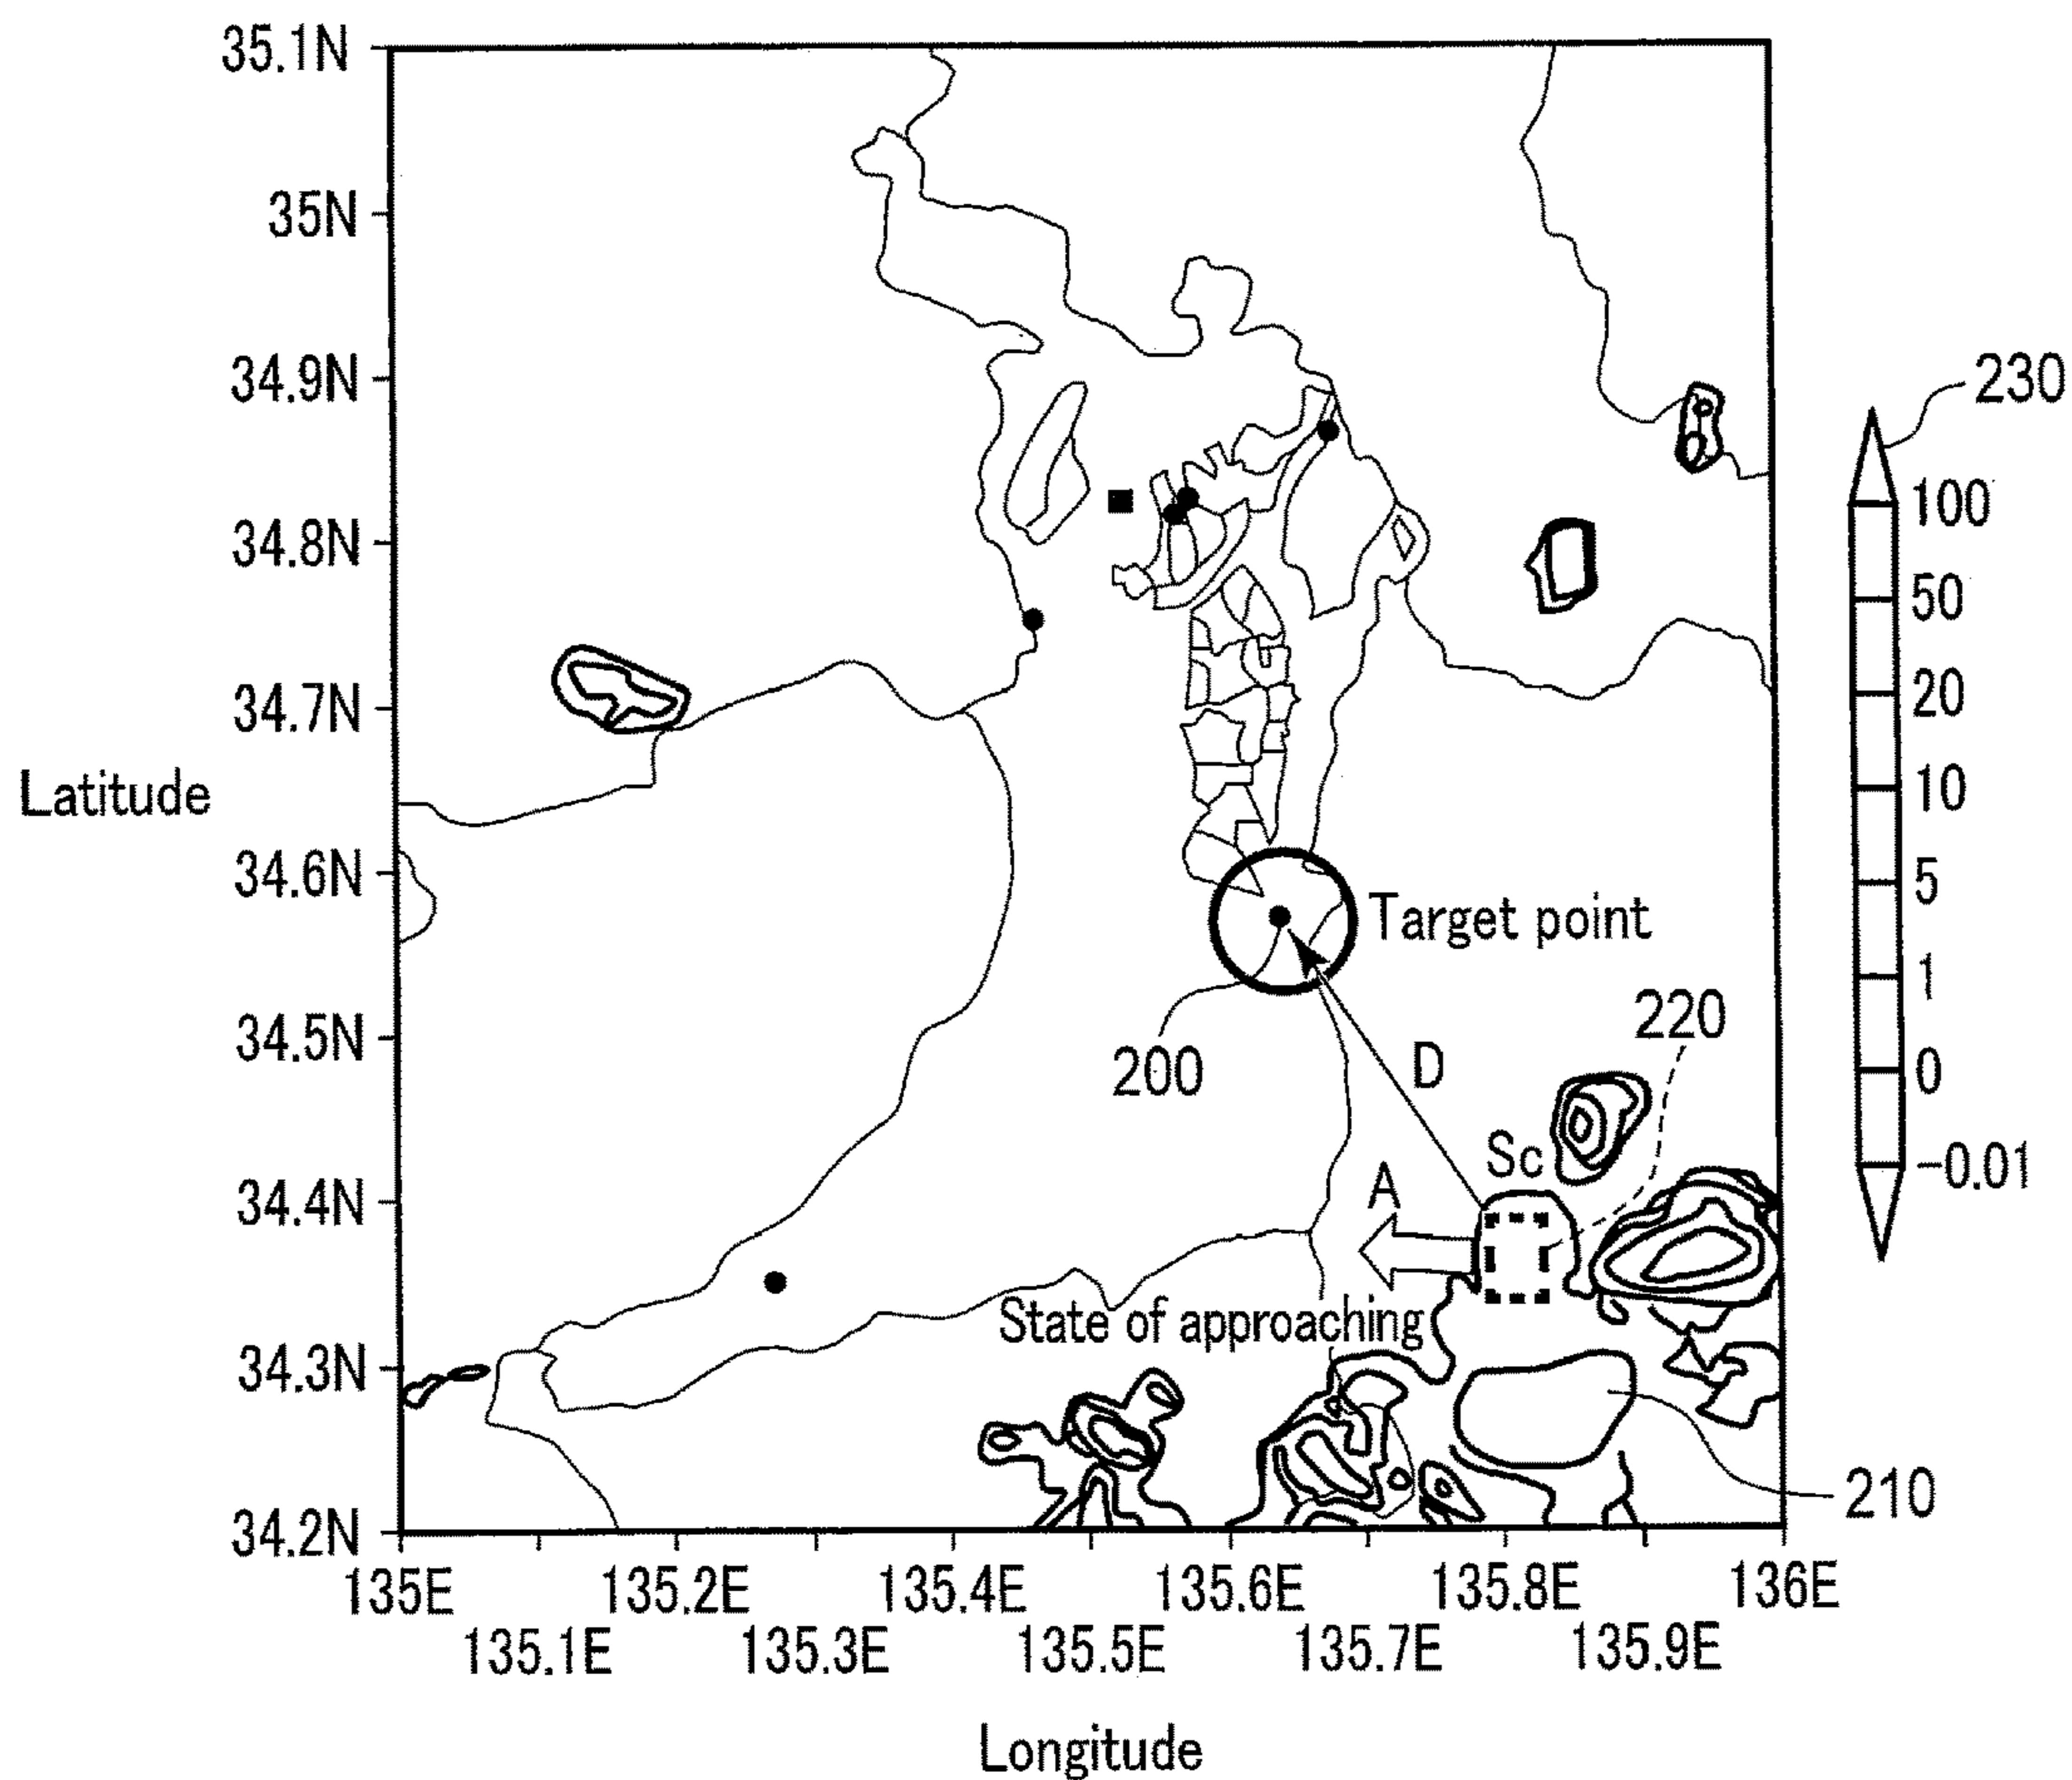 35.1N
35N
34.9N
230
100
34.8N
50
34.7N
20
Latitude
10
34.6N
5
Target point
1
220
34.5N
200
D
0
Sc
-0.01
A
34.4N
State of approaching
34.3N
210
34.2N
135E
135.2E
135.4E
135.6E
135.8E
136E
135.1E
135.3E
135.5E
135.7E
135.9E
Longitude